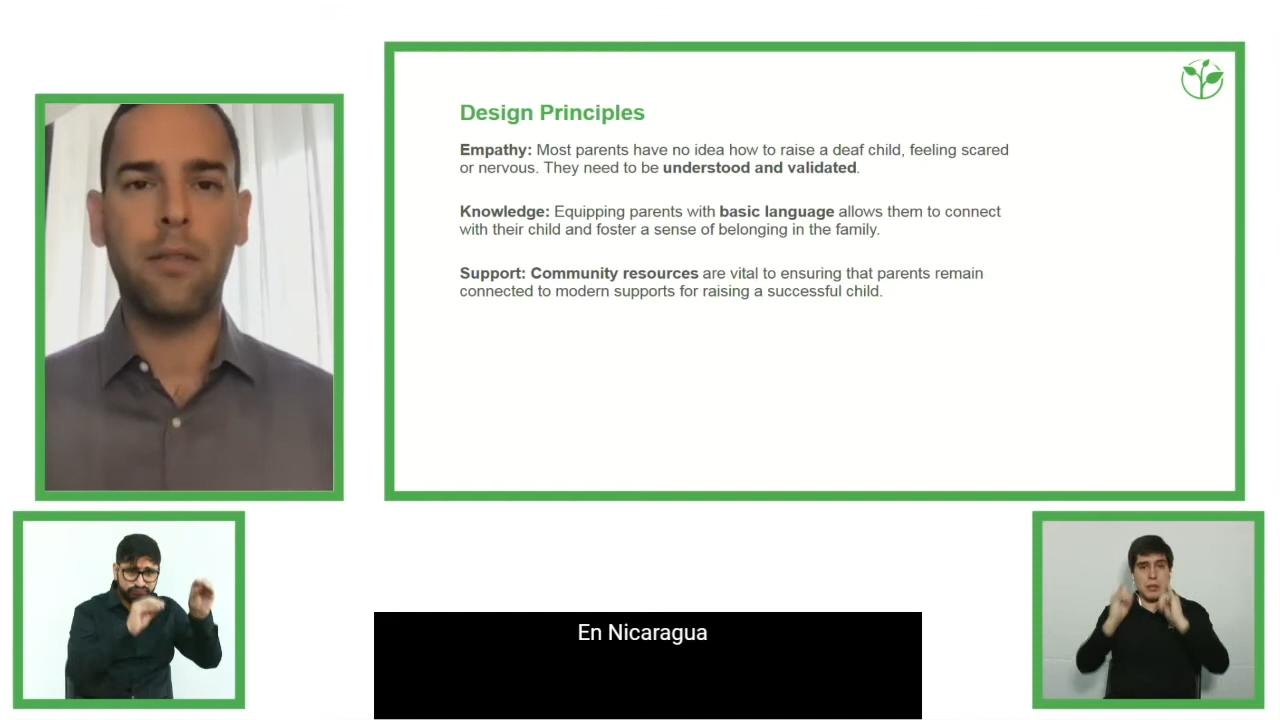 Design Principles
Empathy: Most parents have no idea how to raise a deaf child, feeling scared
or nervous. They need to be understood and validated.
Knowledge: Equipping parents with basic language allows them to connect
with their child and foster a sense of belonging in the family.
Support: Community resources are vital to ensuring that parents remain
connected to modern supports for raising a successful child.
En Nicaragua